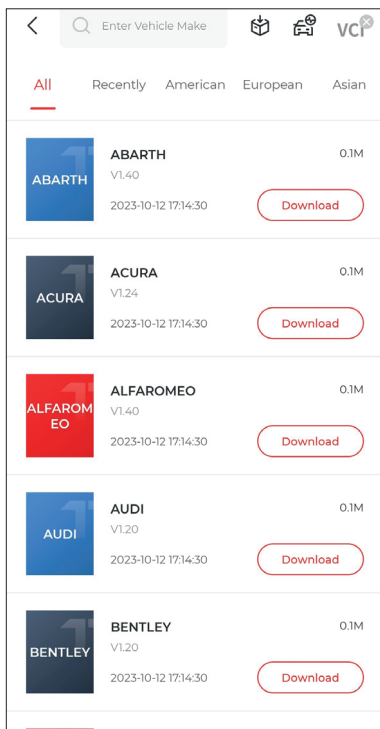 Enter Vehicle Make
VCI
All Recently American European Asian
ABARTH
ABARTH 0.1M
V1.40
2023-10-12 17:14:30 Download
ACURA
ACURA 0.1M
V1.24
2023-10-12 17:14:30 Download
ALFAROM
EO
ALFAROMEO 0.1M
V1.40
2023-10-12 17:14:30 Download
AUDI
AUDI 0.1M
V1.20
2023-10-12 17:14:30 Download
BENTLEY
BENTLEY 0.1M
V1.20
2023-10-12 17:14:30 Download